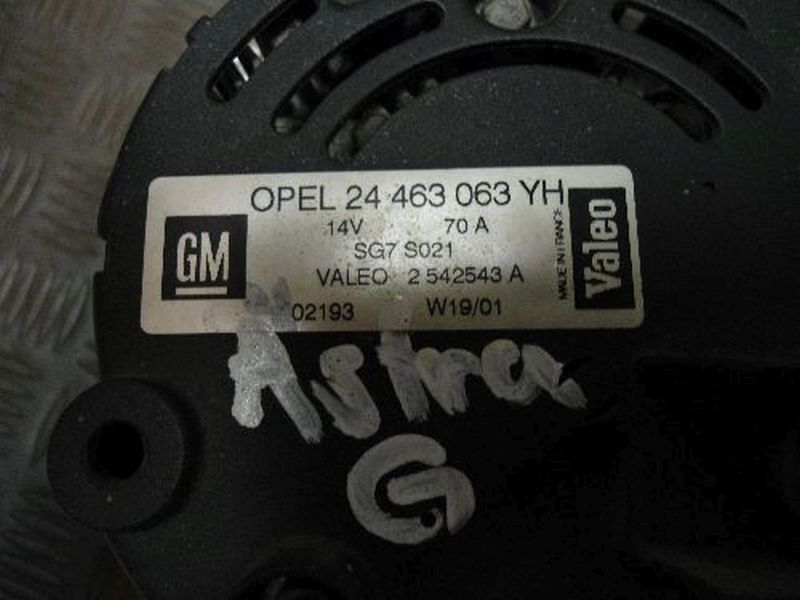 OPEL 24 463 063 YH
14V 70 A
GM
SG7 S021
VALEO 2 542543 A
02193 W19/01
MADE IN FRANCE
Valeo
Astra
G